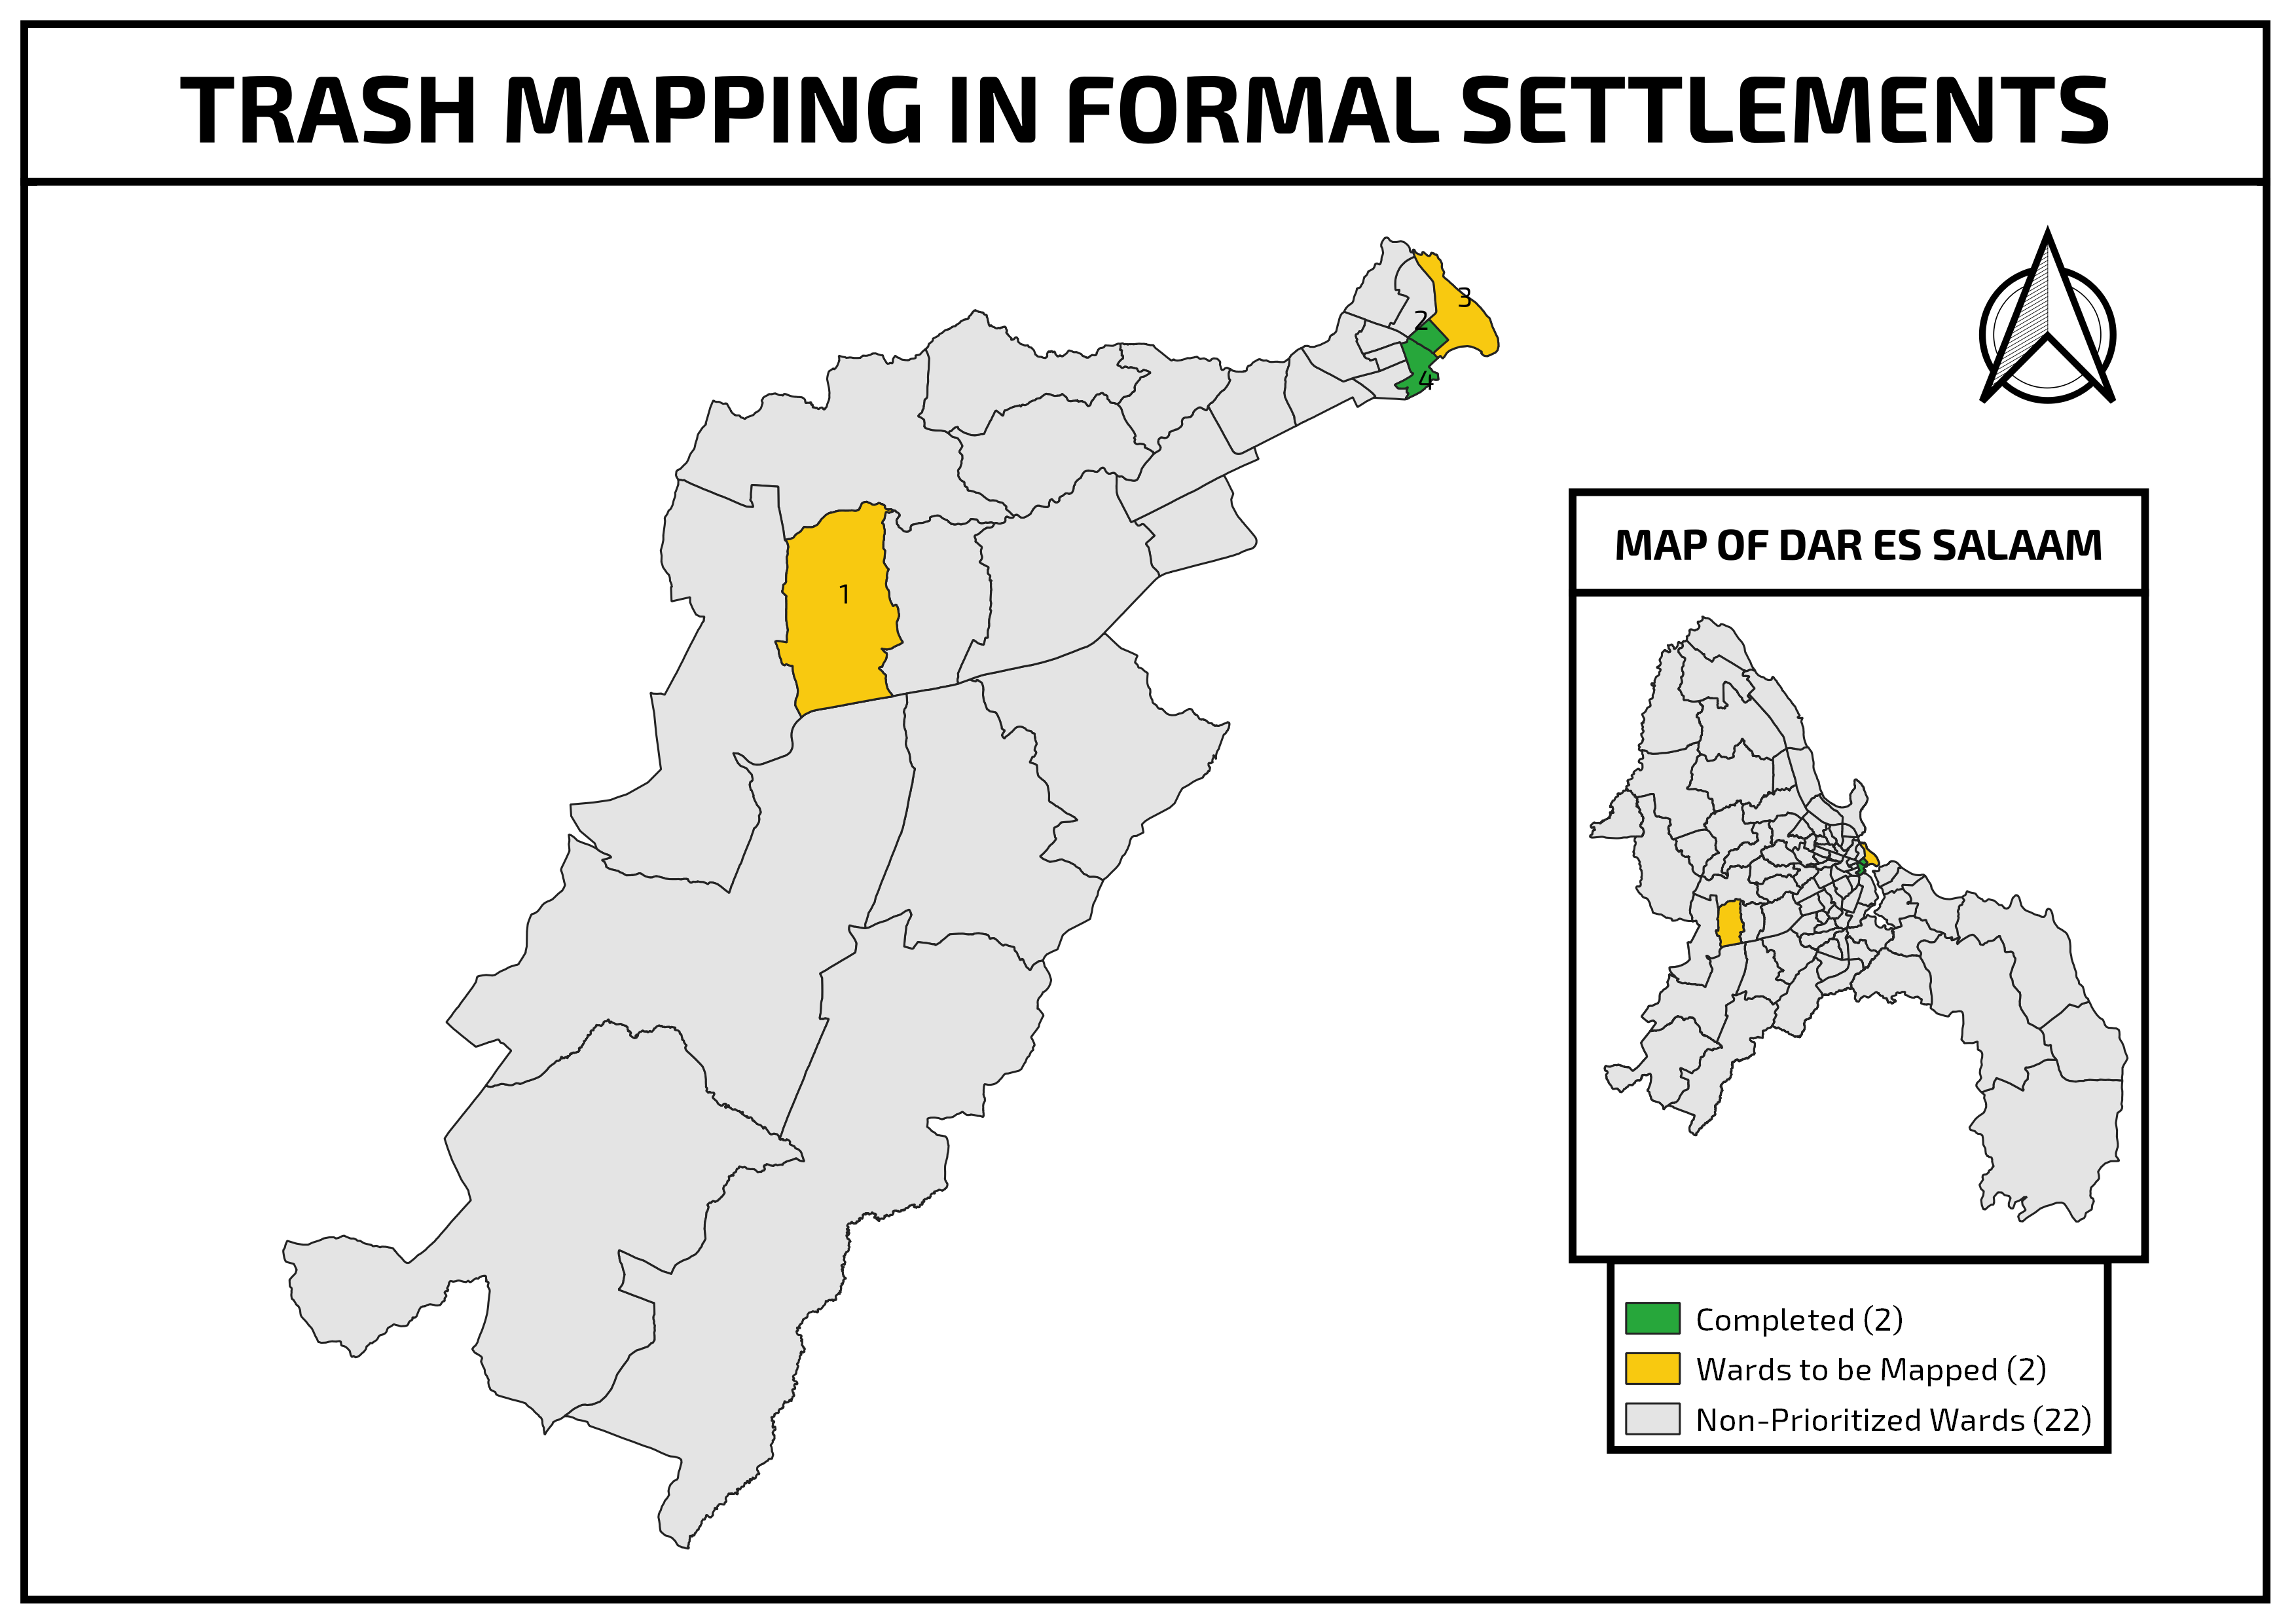 TRASH MAPPING IN FORMAL SETTLEMENTS
3
2
4
1
MAP OF DAR ES SALAAM
Completed (2)
Wards to be Mapped (2)
Non-Prioritized Wards (22)